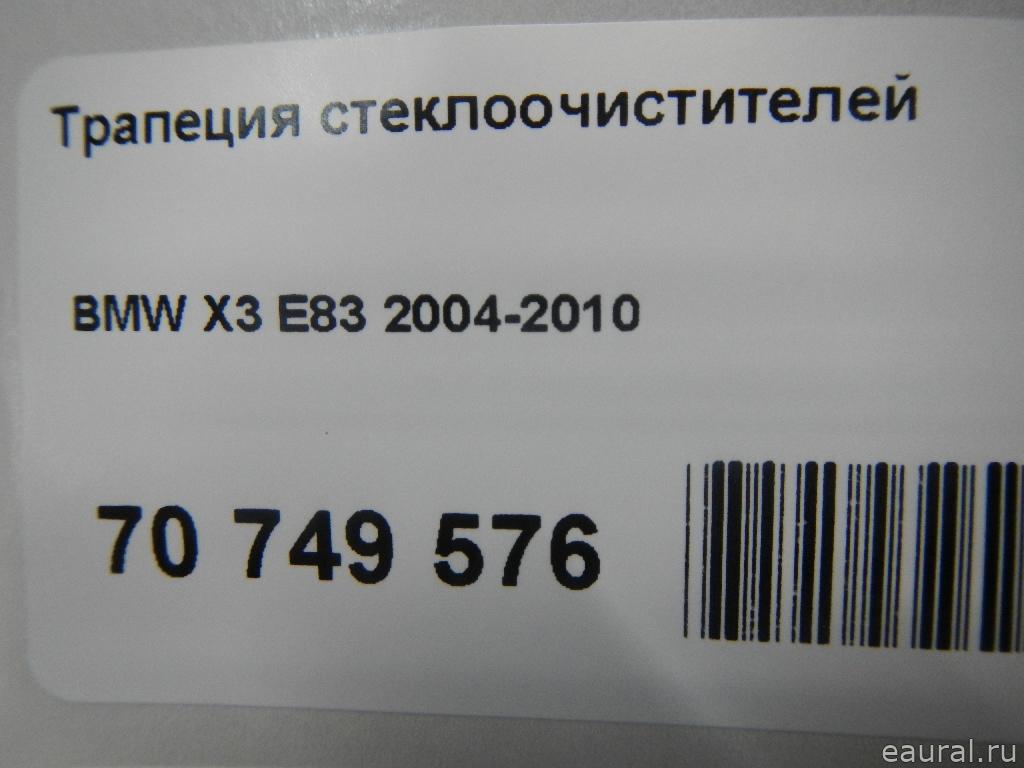 Трапеция стеклоочистителей
BMW X3 E83 2004-2010
70 749 576
eaural.ru